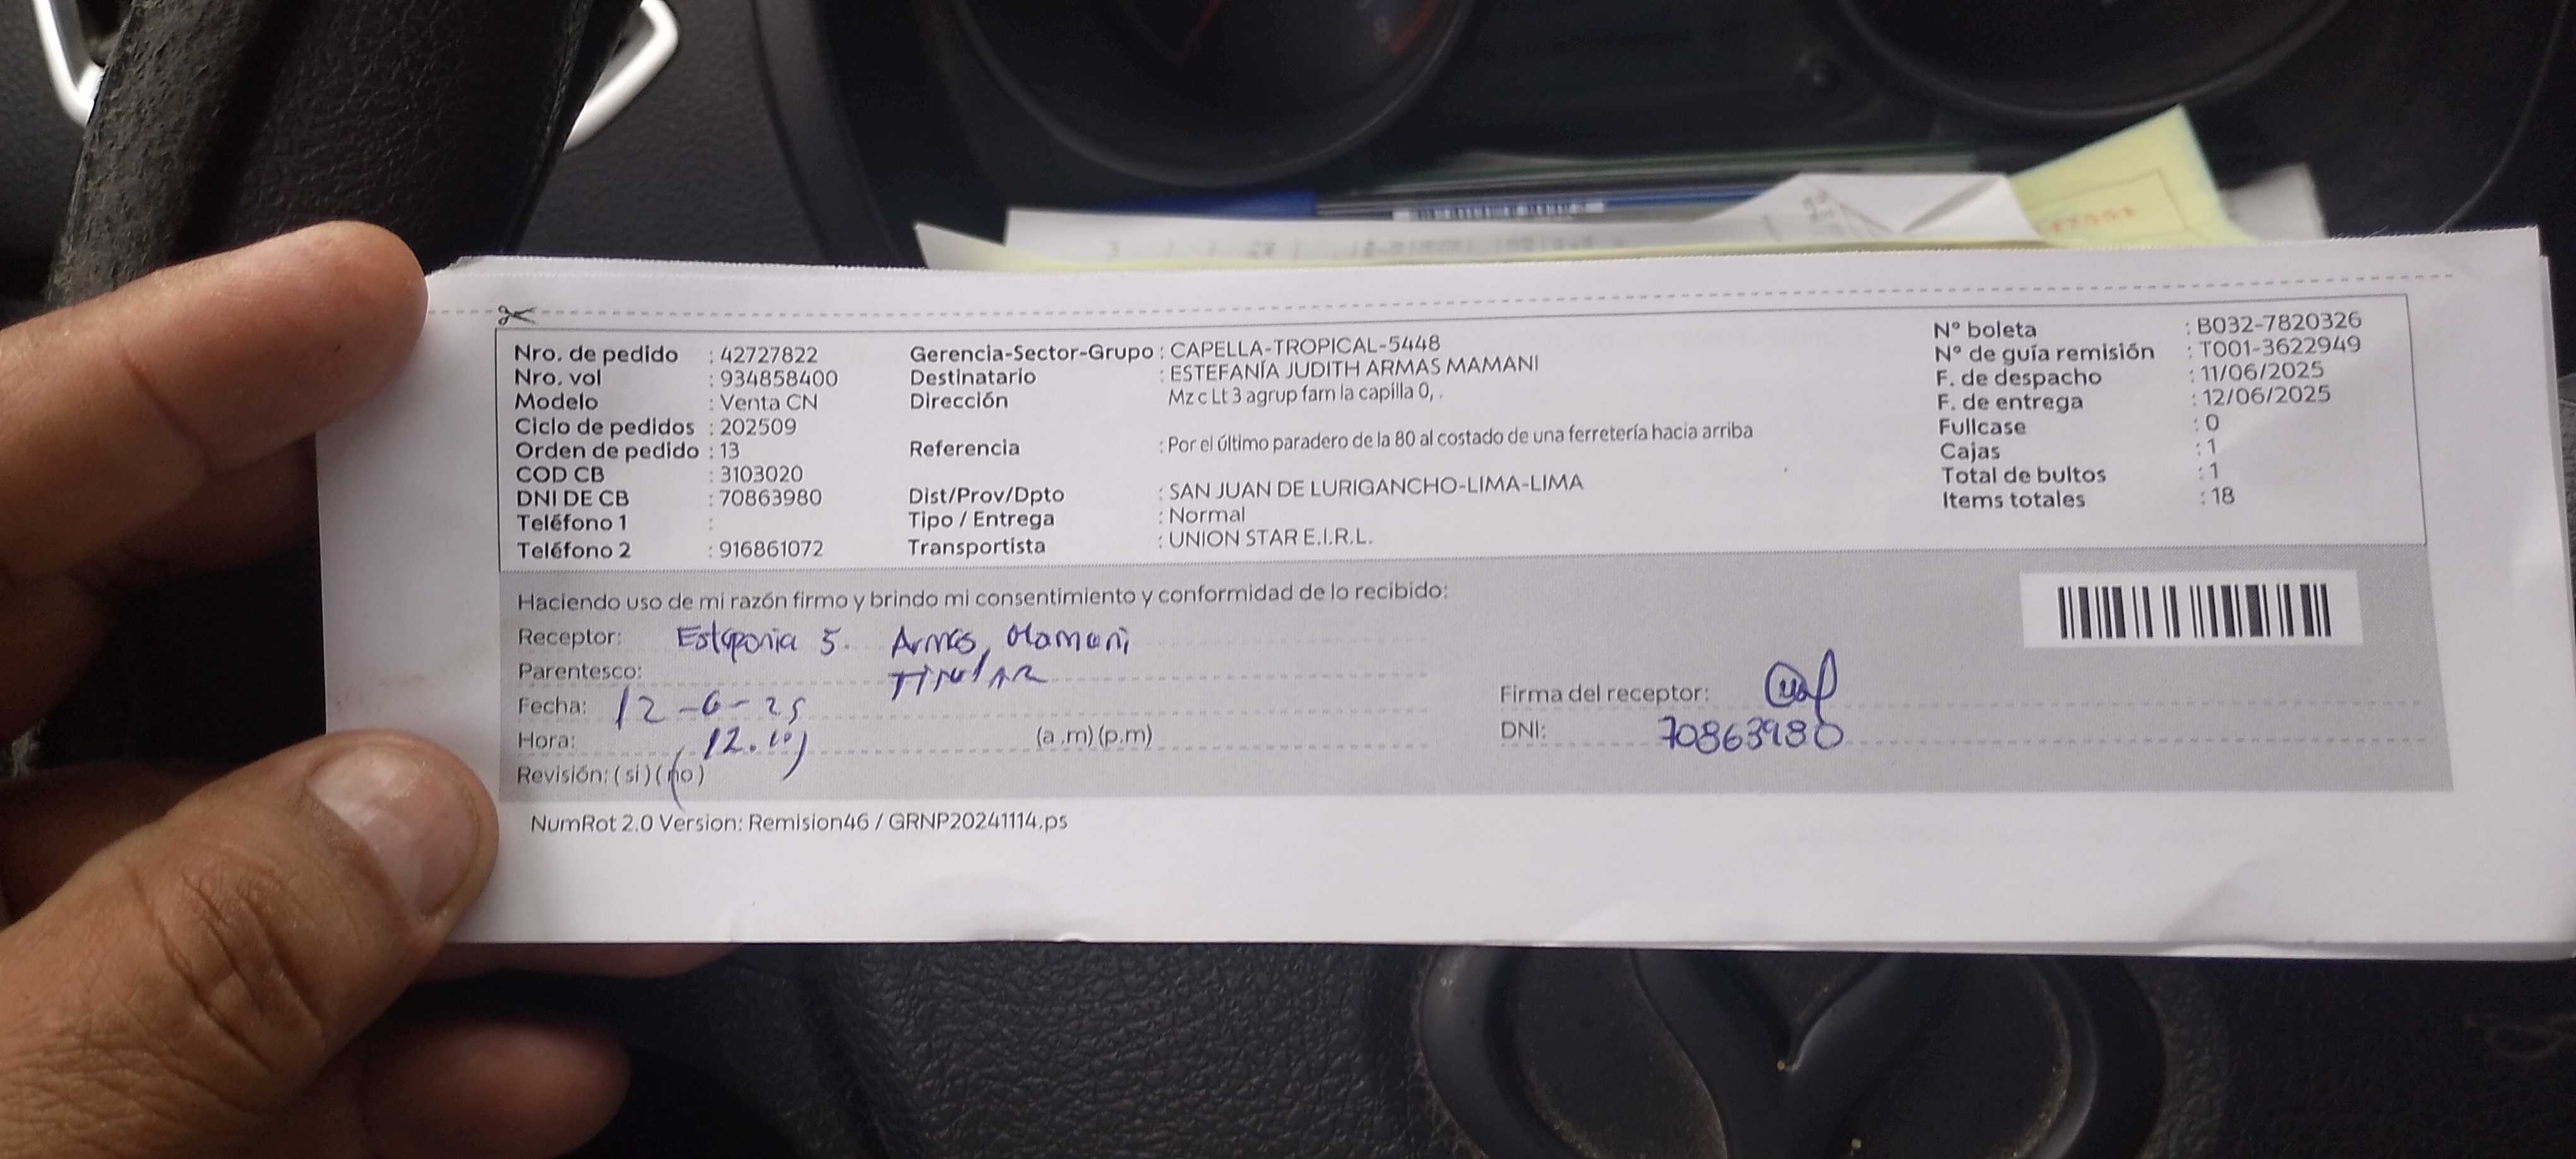 Nro. de pedido : 42727822
Nro. vol : 934858400
Modelo : Venta CN
Ciclo de pedidos : 202509
Orden de pedido : 13
COD CB : 3103020
DNI DE CB : 70863980
Teléfono 1 :
Teléfono 2 : 916861072
Gerencia-Sector-Grupo : CAPELLA-TROPICAL-5448
Destinatario : ESTEFANÍA JUDITH ARMAS MAMANI
Dirección Mz c Lt 3 agrup fam la capilla 0, .
Referencia : Por el último paradero de la 80 al costado de una ferretería hacia arriba
Dist/Prov/Dpto : SAN JUAN DE LURIGANCHO-LIMA-LIMA
Tipo / Entrega : Normal
Transportista : UNION STAR E.I.R.L.
N° boleta : B032-7820326
N° de guía remisión : T001-3622949
F. de despacho : 11/06/2025
F. de entrega : 12/06/2025
Fullcase : 0
Cajas : 1
Total de bultos : 1
Items totales : 18
Haciendo uso de mi razón firmo y brindo mi consentimiento y conformidad de lo recibido:
Receptor: Armas Mamani
Parentesco: TITULAR
Fecha: 12-6-25
Hora: (a.m) (p.m)
Revisión: (si) (no)
Firma del receptor:
DNI: 70863980
NumRot 2.0 Version: Remision46 / GRNP20241114.ps